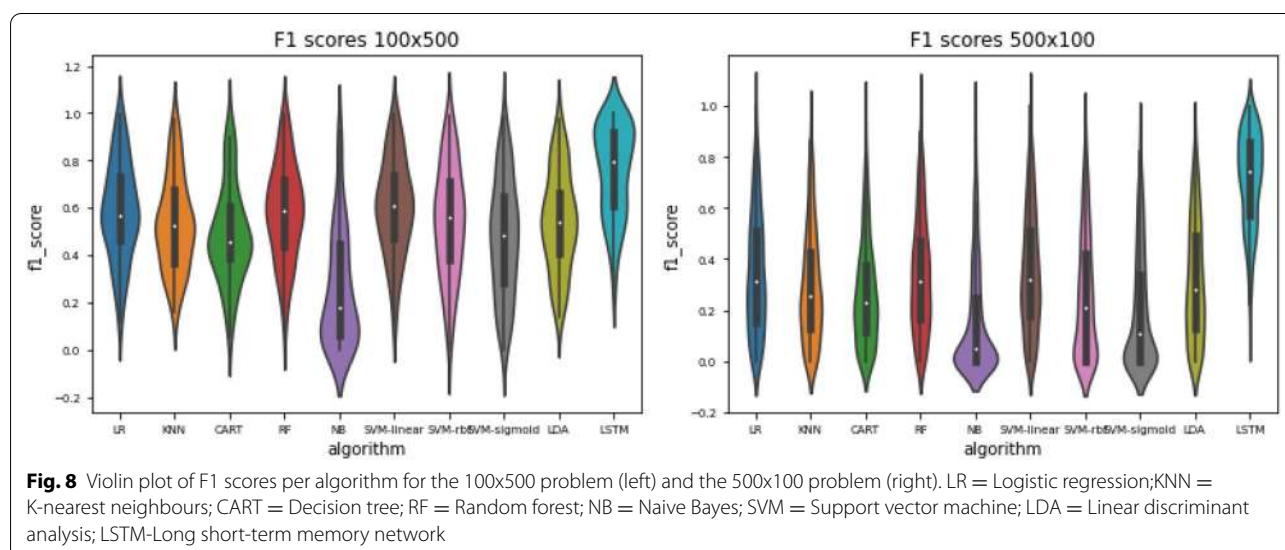 F1 scores 100x500
1.2
1.0
0.8
0.6
0.4
0.2
0.0
−0.2
f1_score
LR KNN CART RF NB SVM-linear SVM-rbf SVM-sigmoid LDA LSTM
algorithm
F1 scores 500x100
1.0
0.8
0.6
0.4
0.2
0.0
−0.2
f1_score
LR KNN CART RF NB SVM-linear SVM-rbf SVM-sigmoid LDA LSTM
algorithm
Fig. 8 Violin plot of F1 scores per algorithm for the 100x500 problem (left) and the 500x100 problem (right). LR = Logistic regression;KNN =
K-nearest neighbours; CART = Decision tree; RF = Random forest; NB = Naive Bayes; SVM = Support vector machine; LDA = Linear discriminant
analysis; LSTM-Long short-term memory network